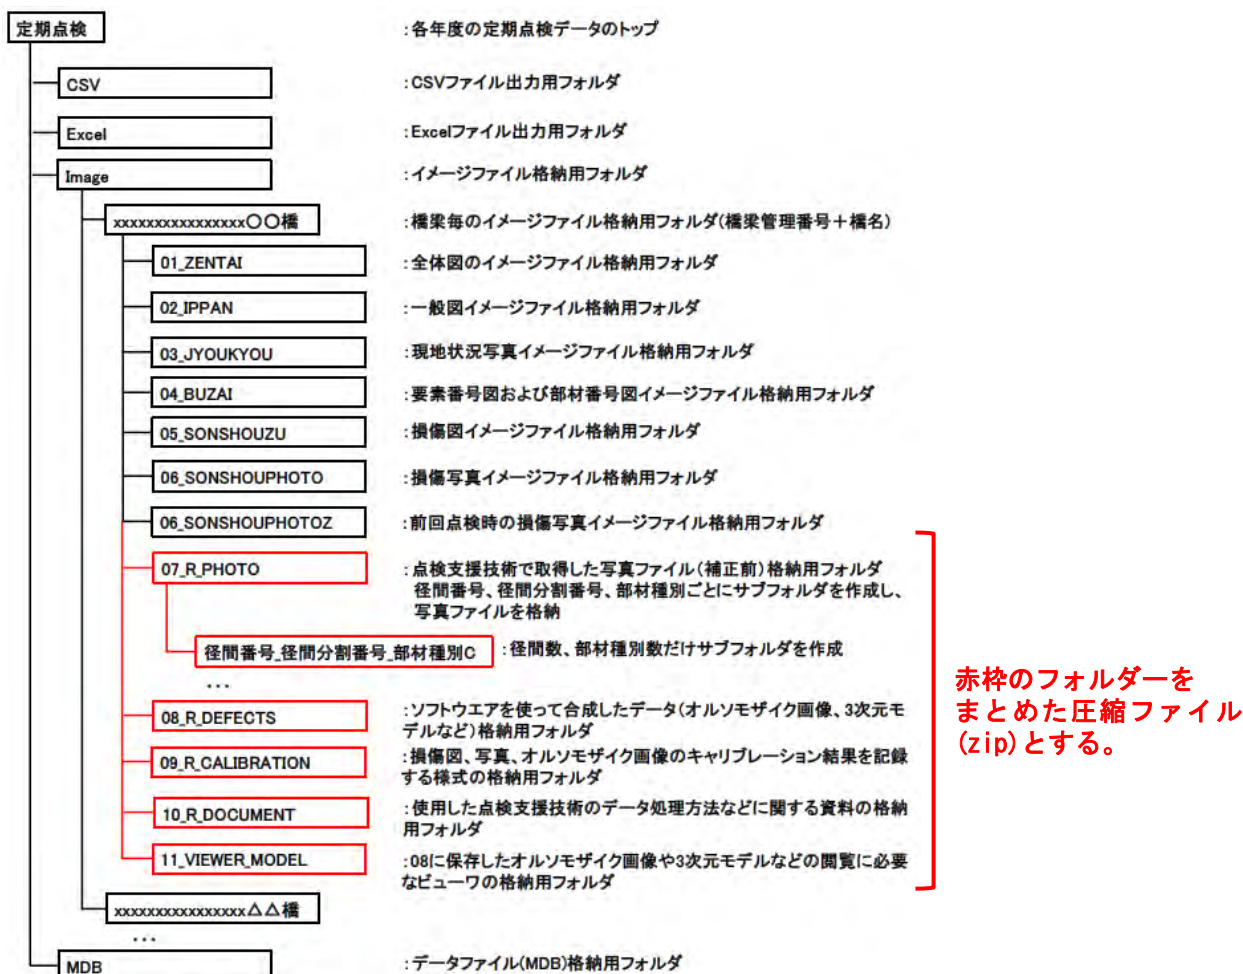 定期点検 :各年度の定期点検データのトップ
CSV :CSVファイル出力用フォルダ
Excel :Excelファイル出力用フォルダ
Image :イメージファイル格納用フォルダ
xxxxxxxxxxxxxxxx〇〇橋 :橋梁毎のイメージファイル格納用フォルダ(橋梁管理番号+橋名)
01_ZENTAI :全体図のイメージファイル格納用フォルダ
02_IPPAN :一般図イメージファイル格納用フォルダ
03_JYOUKYOU :現地状況写真イメージファイル格納用フォルダ
04_BUZAI :要素番号図および部材番号図イメージファイル格納用フォルダ
05_SONSHOUZU :損傷図イメージファイル格納用フォルダ
06_SONSHOUPHOTO :損傷写真イメージファイル格納用フォルダ
06_SONSHOUPHOTOZ :前回点検時の損傷写真イメージファイル格納用フォルダ
07_R_PHOTO :点検支援技術で取得した写真ファイル(補正前)格納用フォルダ
径間番号、径間分割番号、部材種別ごとにサブフォルダを作成し、
写真ファイルを格納
径間番号_径間分割番号_部材種別C :径間数、部材種別数だけサブフォルダを作成
...
08_R_DEFECTS :ソフトウエアを使って合成したデータ(オルソモザイク画像、3次元モ
デルなど)格納用フォルダ
09_R_CALIBRATION :損傷図、写真、オルソモザイク画像のキャリブレーション結果を記録
する様式の格納用フォルダ
10_R_DOCUMENT :使用した点検支援技術のデータ処理方法などに関する資料の格納
用フォルダ
11_VIEWER_MODEL :08に保存したオルソモザイク画像や3次元モデルなどの閲覧に必要
なビューワの格納用フォルダ
赤枠のフォルダーを
まとめた圧縮ファイル
(zip)とする。
xxxxxxxxxxxxxxxx△△橋
...
MDB :データファイル(MDB)格納用フォルダ